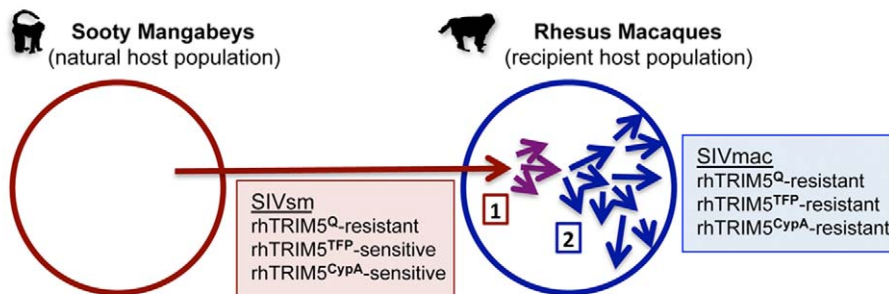 Sooty Mangabeys
(natural host population)
Rhesus Macaques
(recipient host population)
SIVsm
rhTRIM5Q-resistant
rhTRIM5TFP-sensitive
rhTRIM5CypA-sensitive
1
2
SIVmac
rhTRIM5Q-resistant
rhTRIM5TFP-resistant
rhTRIM5CypA-resistant